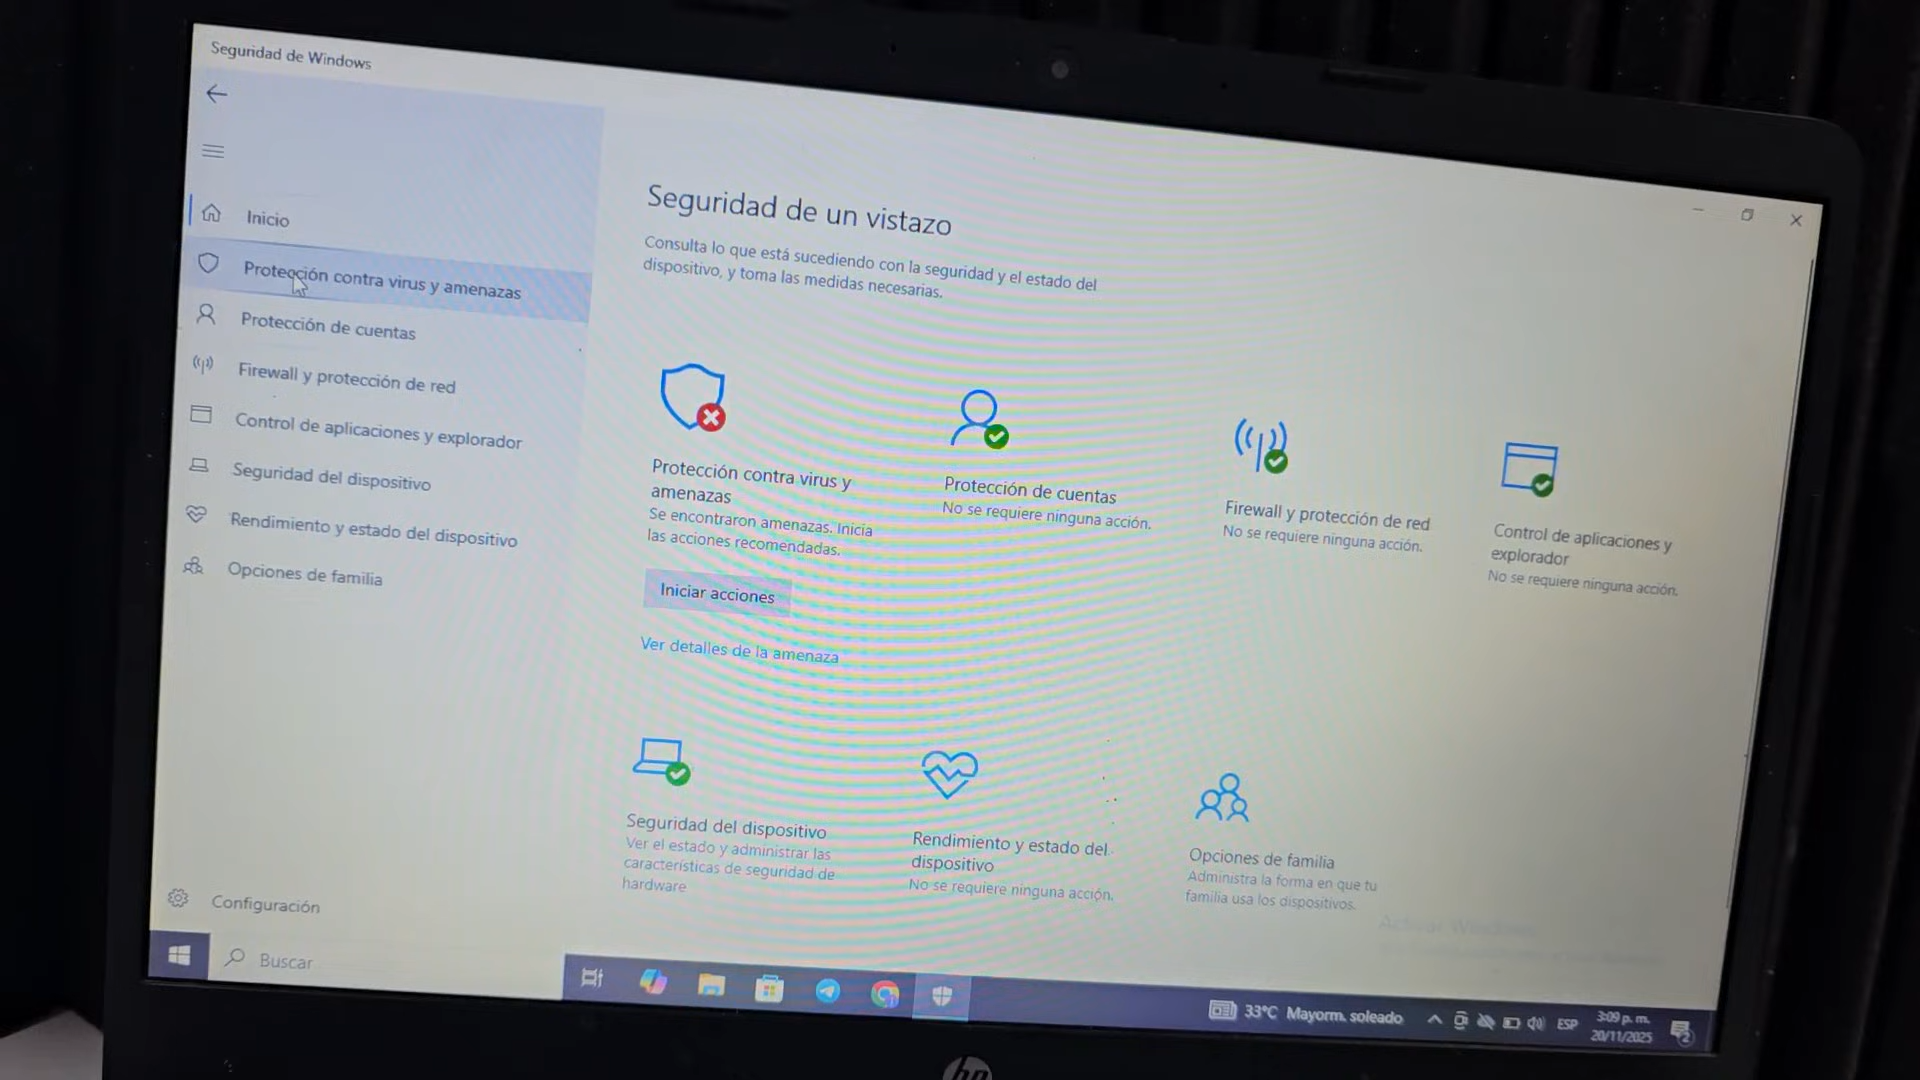 Seguridad de Windows
Inicio
Protección contra virus y amenazas
Protección de cuentas
Firewall y protección de red
Control de aplicaciones y explorador
Seguridad del dispositivo
Rendimiento y estado del dispositivo
Opciones de familia
Configuración
Seguridad de un vistazo
Consulta lo que está sucediendo con la seguridad y el estado del
dispositivo, y toma las medidas necesarias.
Protección contra virus y
amenazas
Se encontraron amenazas. Inicia
las acciones recomendadas.
Iniciar acciones
Ver detalles de la amenaza
Protección de cuentas
No se requiere ninguna acción.
Firewall y protección de red
No se requiere ninguna acción.
Control de aplicaciones y
explorador
No se requiere ninguna acción.
Seguridad del dispositivo
Ver el estado y administrar las
características de seguridad de
hardware
Rendimiento y estado del
dispositivo
No se requiere ninguna acción.
Opciones de familia
Administra la forma en que tu
familia usa los dispositivos.
Activar Windows
Buscar
33°C Mayorm. soleado
ESP
3:09 p. m.
20/11/2025
2
hp